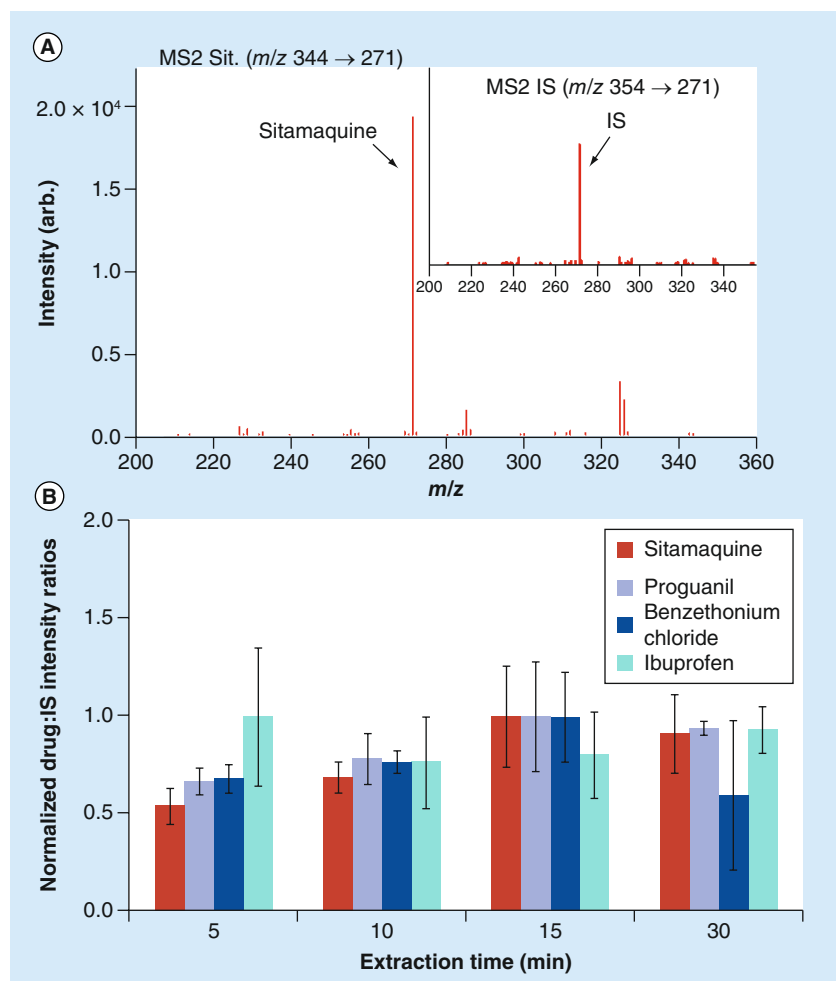 A
MS2 Sit. (m/z 344 → 271)
MS2 IS (m/z 354 → 271)
IS
Sitamaquine
2.0 × 10⁴
1.5
1.0
0.5
0.0
Intensity (arb.)
200 220 240 260 280 300 320 340
200 220 240 260 280 300 320 340 360
m/z
B
2.0
1.5
1.0
0.5
0.0
Normalized drug:IS intensity ratios
Sitamaquine
Proguanil
Benzethonium
chloride
Ibuprofen
5 10 15 30
Extraction time (min)